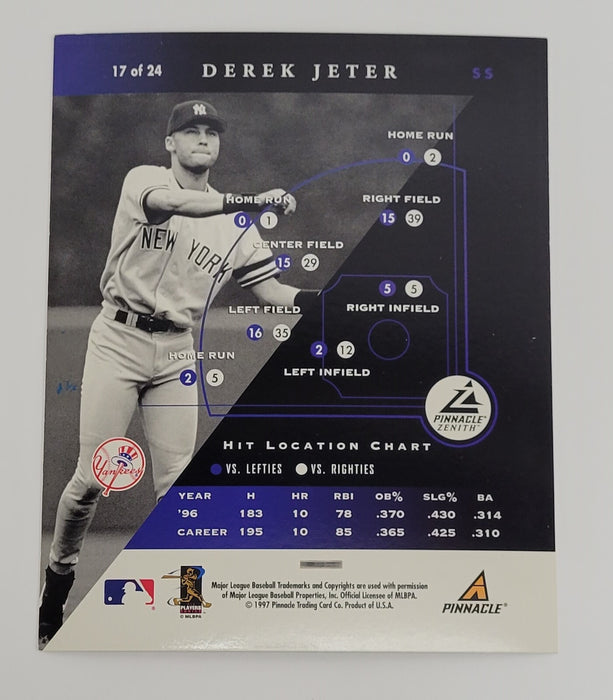 17 of 24 DEREK JETER SS
HOME RUN
0 2
HOME RUN
0 1
RIGHT FIELD
15 39
CENTER FIELD
15 29
5 5
RIGHT INFIELD
LEFT FIELD
16 35
2 12
LEFT INFIELD
HOME RUN
2 5
NEW YORK
PINNACLE®
ZENITH™
HIT LOCATION CHART
VS. LEFTIES VS. RIGHTIES
Yankees
YEAR H HR RBI OB% SLG% BA
'96 183 10 78 .370 .430 .314
CAREER 195 10 85 .365 .425 .310
PLAYERS
© MLBPA
Major League Baseball Trademarks and Copyrights are used with permission
of Major League Baseball Properties, Inc. Official Licensee of MLBPA.
© 1997 Pinnacle Trading Card Co. Product of U.S.A.
PINNACLE®